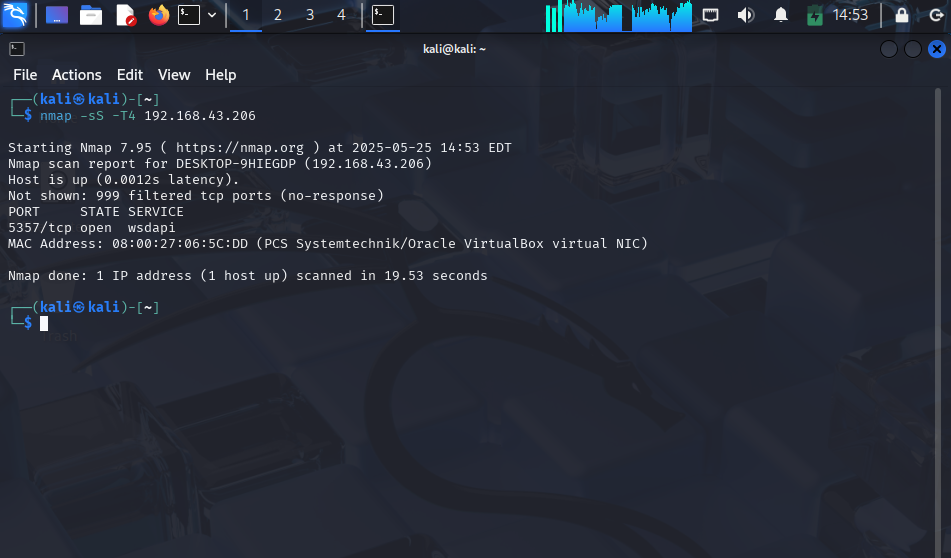 1 2 3 4 14:53
kali@kali: ~
File Actions Edit View Help
┌──(kali㉿kali)-[~]
└─$ nmap -sS -T4 192.168.43.206
Starting Nmap 7.95 ( https://nmap.org ) at 2025-05-25 14:53 EDT
Nmap scan report for DESKTOP-9HIEGDP (192.168.43.206)
Host is up (0.0012s latency).
Not shown: 999 filtered tcp ports (no-response)
PORT     STATE SERVICE
5357/tcp open  wsdapi
MAC Address: 08:00:27:06:5C:DD (PCS Systemtechnik/Oracle VirtualBox virtual NIC)
Nmap done: 1 IP address (1 host up) scanned in 19.53 seconds
┌──(kali㉿kali)-[~]
└─$